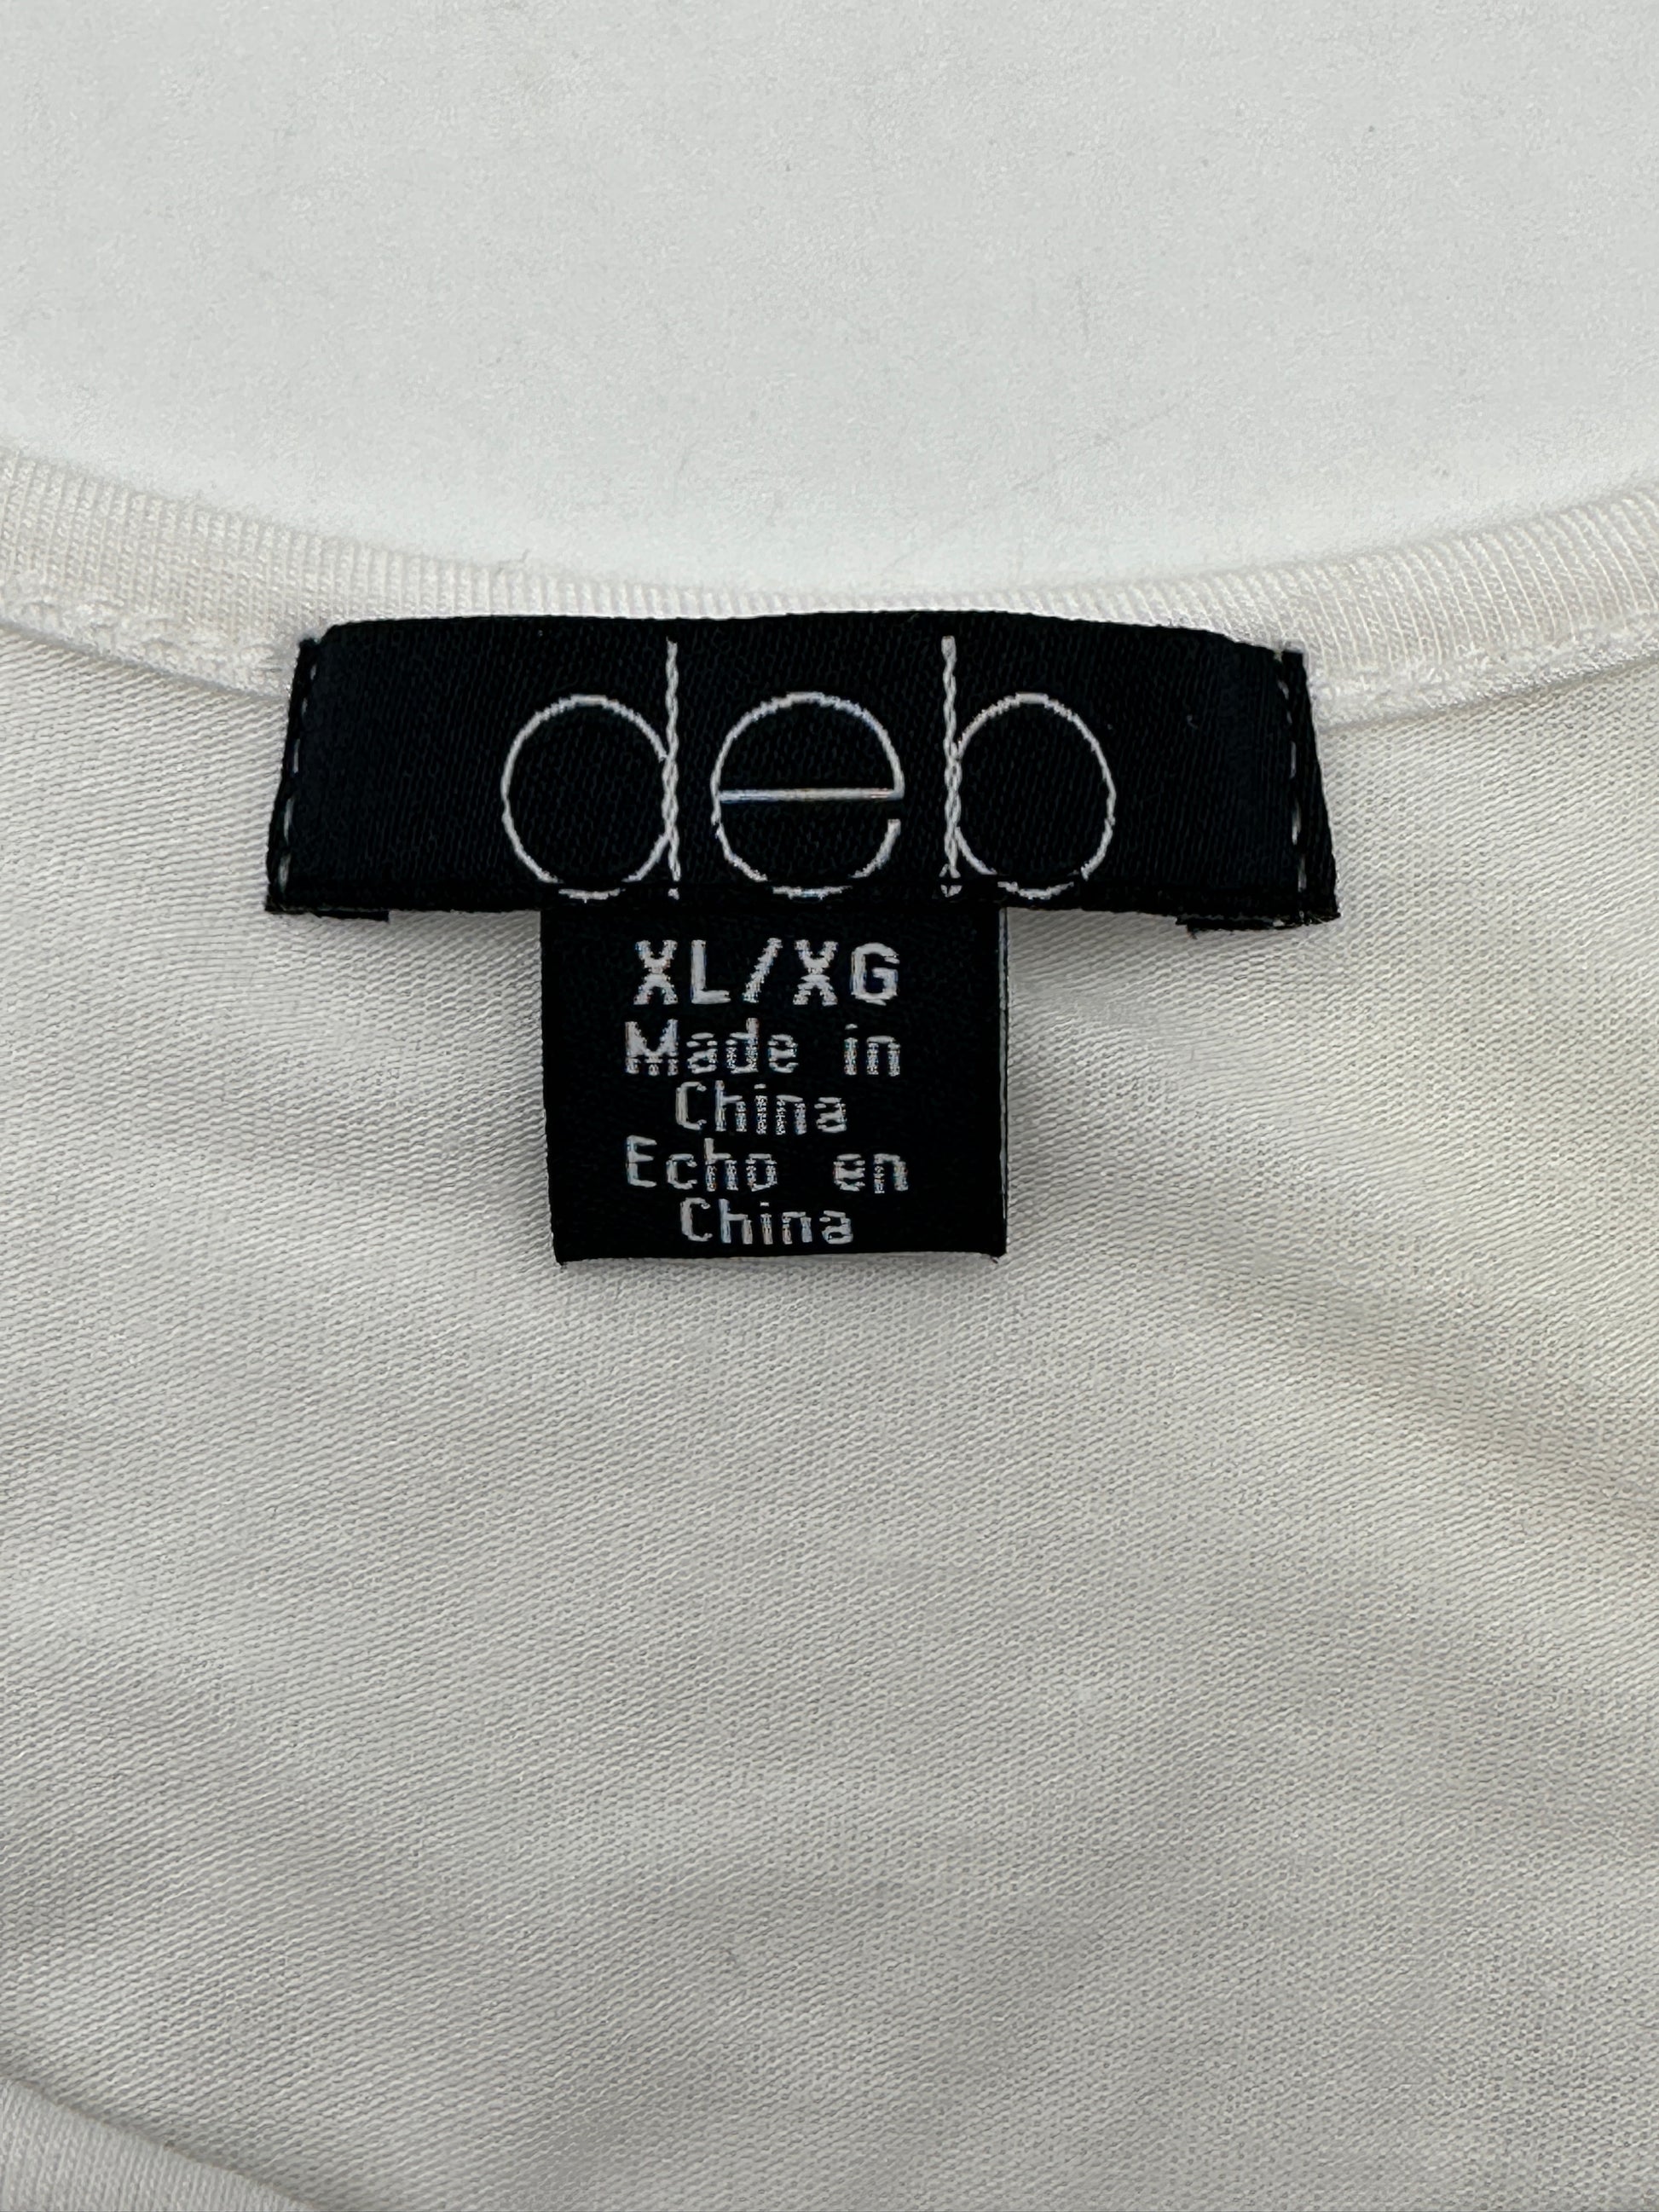 deb
XL/XG
Made in
China
Echo en
China